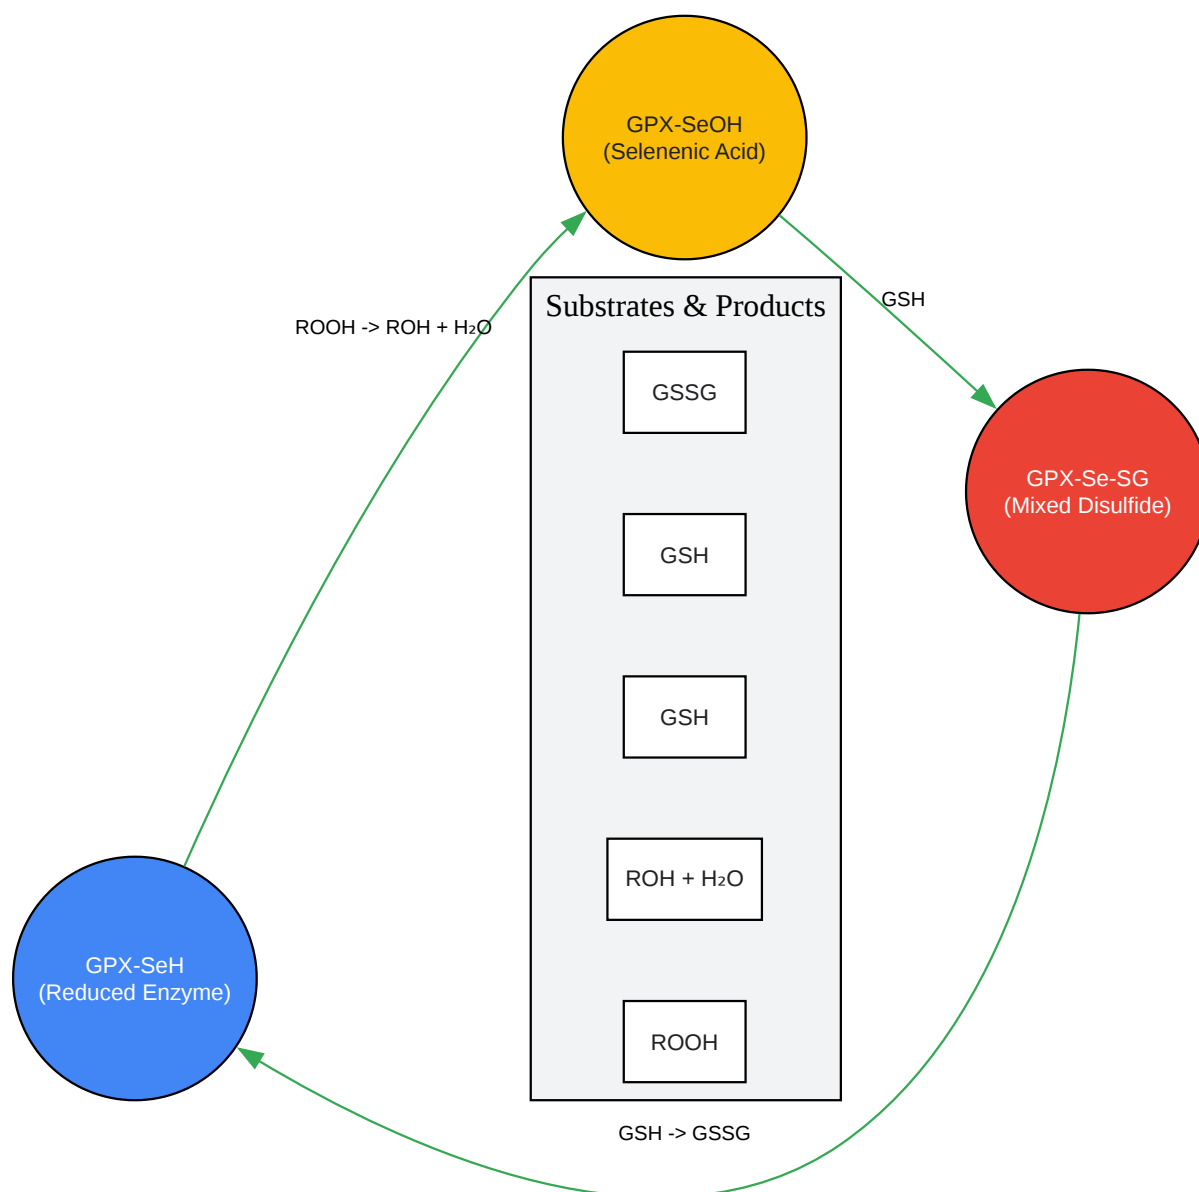 GPX-SeOH
(Selenenic Acid)
ROOH -> ROH + H₂O
GSH
Substrates & Products
GSSG
GSH
GSH
ROH + H₂O
ROOH
GPX-Se-SG
(Mixed Disulfide)
GPX-SeH
(Reduced Enzyme)
GSH -> GSSG